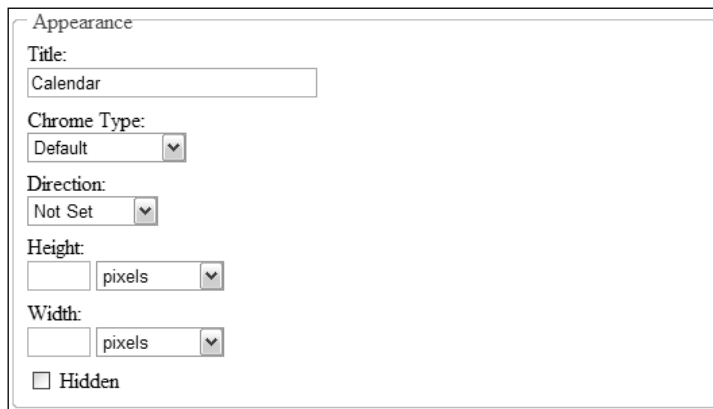 Appearance
Title:
Calendar
Chrome Type:
Default
Direction:
Not Set
Height:
pixels
Width:
pixels
Hidden